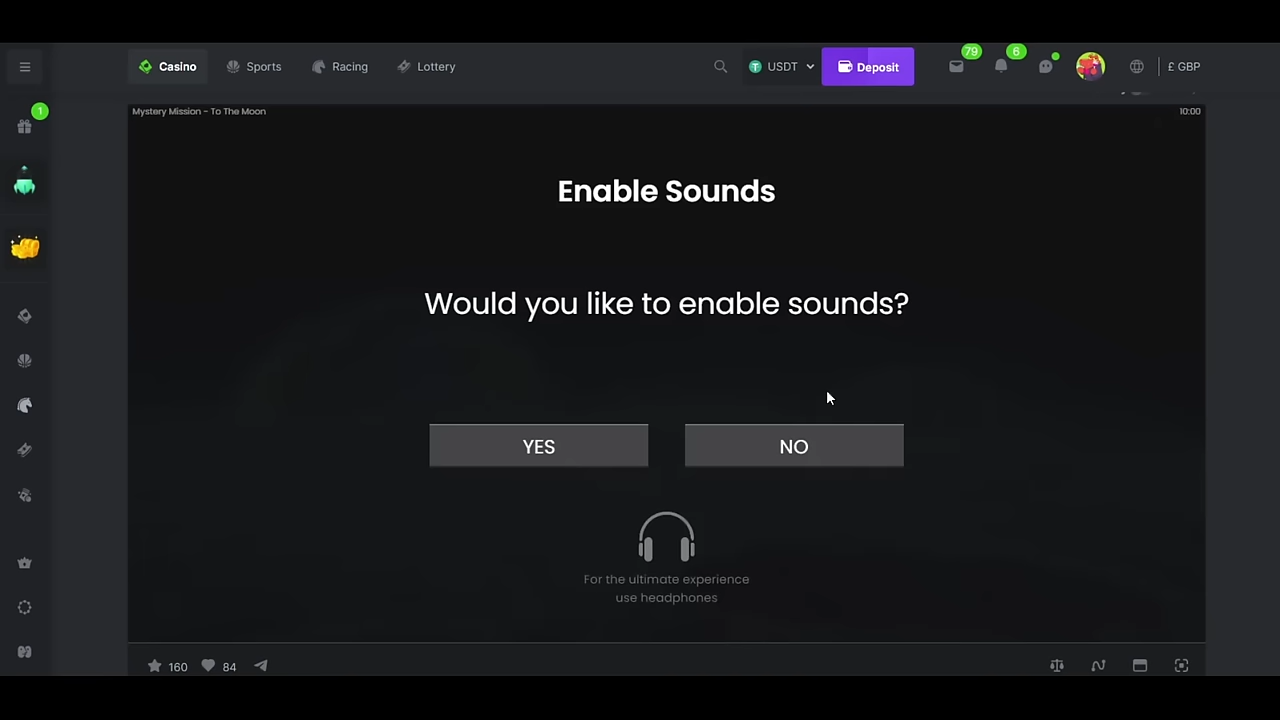 Casino
Sports
Racing
Lottery
USDT
Deposit
79
6
£ GBP
1
Mystery Mission - To The Moon
10:00
Enable Sounds
Would you like to enable sounds?
YES
NO
For the ultimate experience
use headphones
160
84